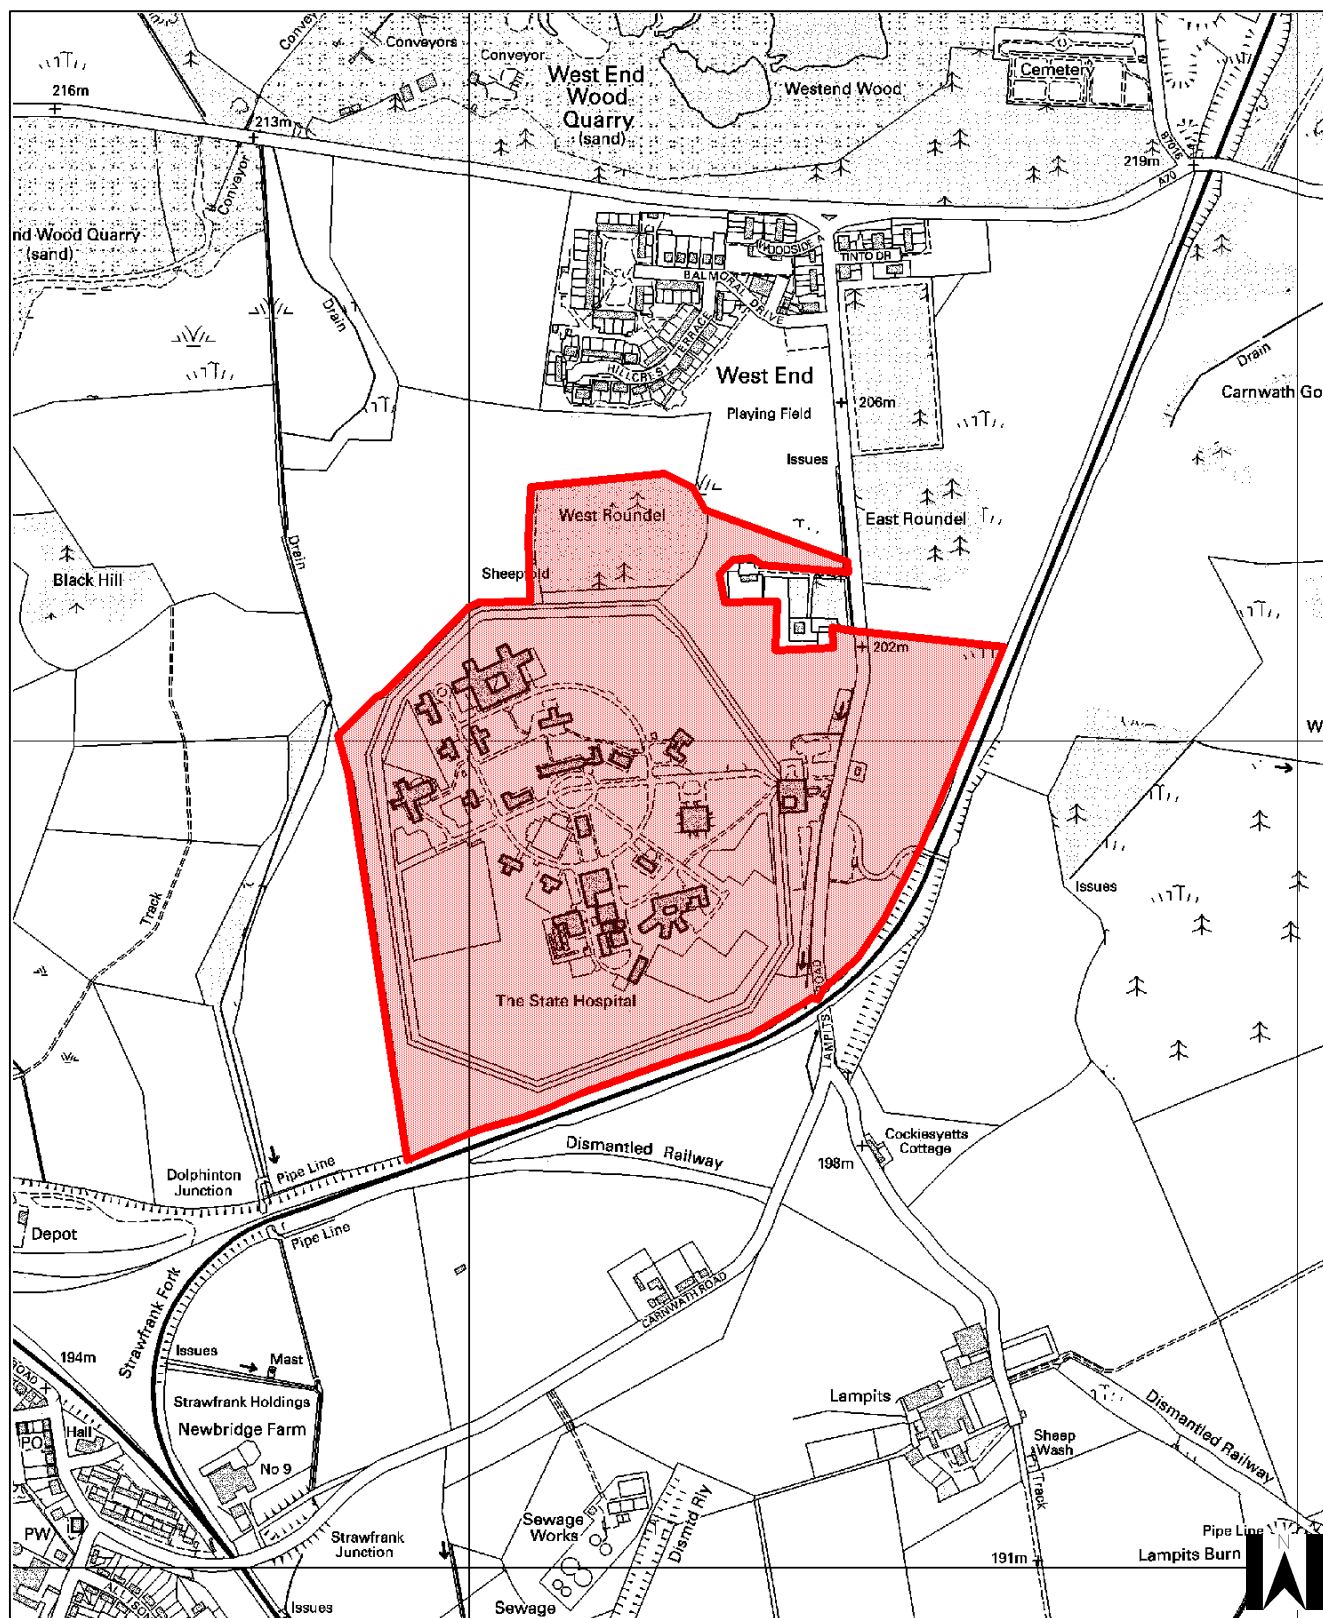 Conveyor
Conveyors
Conveyor
West End
Wood
Quarry
(sand)
Westend Wood
Cemetery
216m
213m
B7016
219m
A70
Conveyor
nd Wood Quarry
(sand)
WOODSIDE
TINTO DR
BALMORAL DRIVE
Drain
HILLCREST TERRACE
West End
Drain
Carnwath Go
Playing Field
206m
Issues
West Roundel
East Roundel
Drain
Black Hill
Sheepfold
202m
W
Track
Issues
The State Hospital
LAMPITS ROAD
Dismantled Railway
Cockiesyetts
Cottage
198m
Dolphinton
Junction
Pipe Line
Depot
Pipe Line
Strawfrank Fork
CARNWATH ROAD
194m
Issues
Mast
ROAD
Strawfrank Holdings
Newbridge Farm
Lampits
Dismantled Railway
PO
Hall
No 9
Sheep
Wash
Track
Sewage
Works
Dismtd Rly
PW
Strawfrank
Junction
Pipe Line
191m
Lampits Burn
N
ALLISON
Issues
Sewage